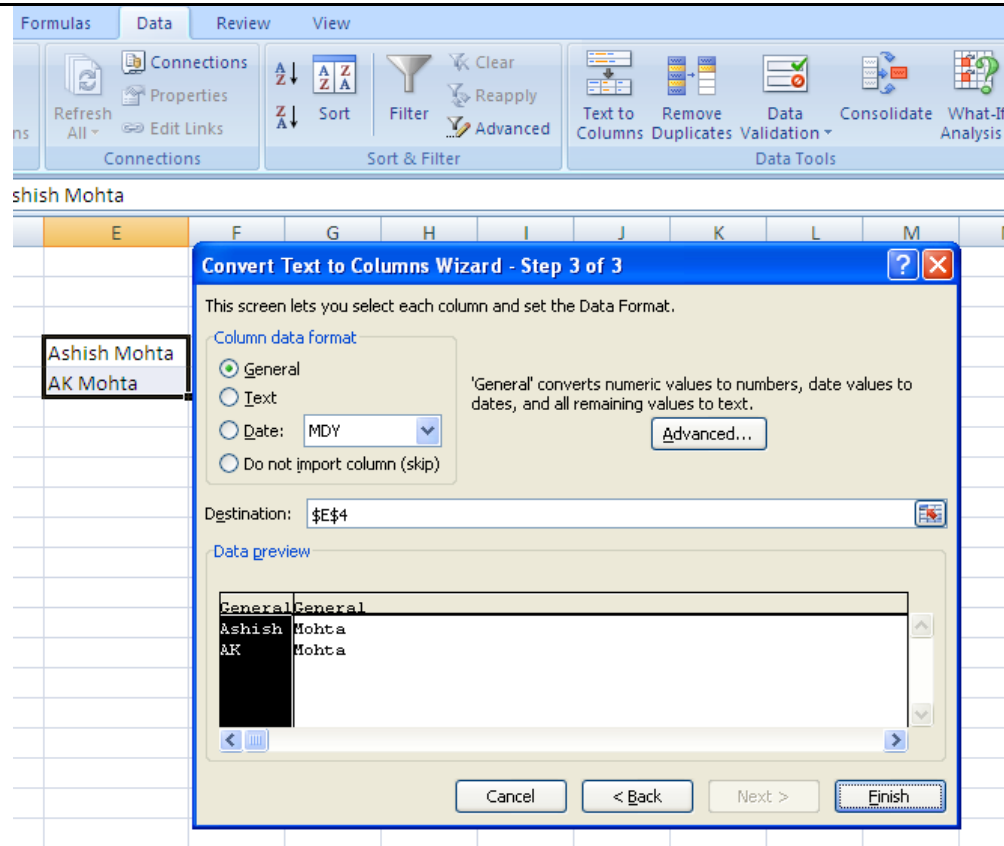 Formulas Data Review View
Connections
Properties
Edit Links
Refresh
All
ns
A
Z
Z
A
A Z
Z A
Sort
Filter
Clear
Reapply
Advanced
Text to
Columns
Remove
Duplicates
Data
Validation
Consolidate
What-If
Analysis
Connections
Sort & Filter
Data Tools
shish Mohta
E F G H I J K L M
Convert Text to Columns Wizard - Step 3 of 3
This screen lets you select each column and set the Data Format.
Column data format
General
Text
Date: MDY
Do not import column (skip)
'General' converts numeric values to numbers, date values to
dates, and all remaining values to text.
Advanced...
Ashish Mohta
AK Mohta
Destination: $E$4
Data preview
General General
Ashish Mohta
AK Mohta
Cancel < Back Next > Finish